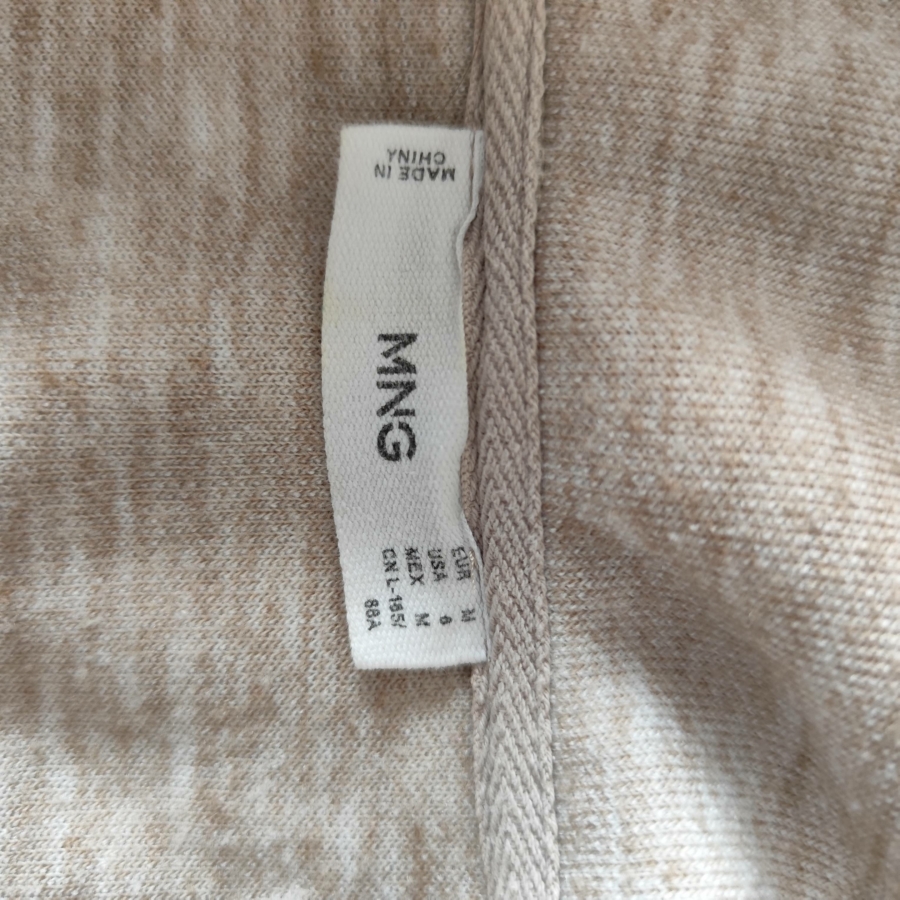 MADE IN
CHINA
MNG
EUR M
USA 6
MEX M
CN L-165/
88A